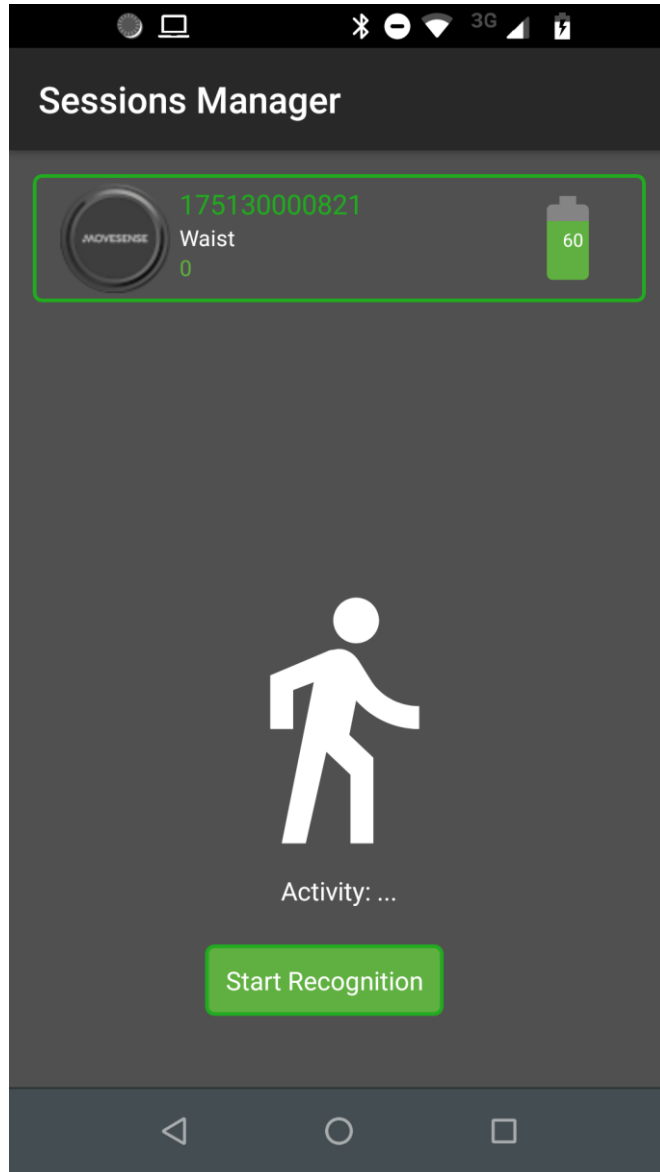 3G
Sessions Manager
MOVESENSE
175130000821
Waist
0
60
Activity: ...
Start Recognition